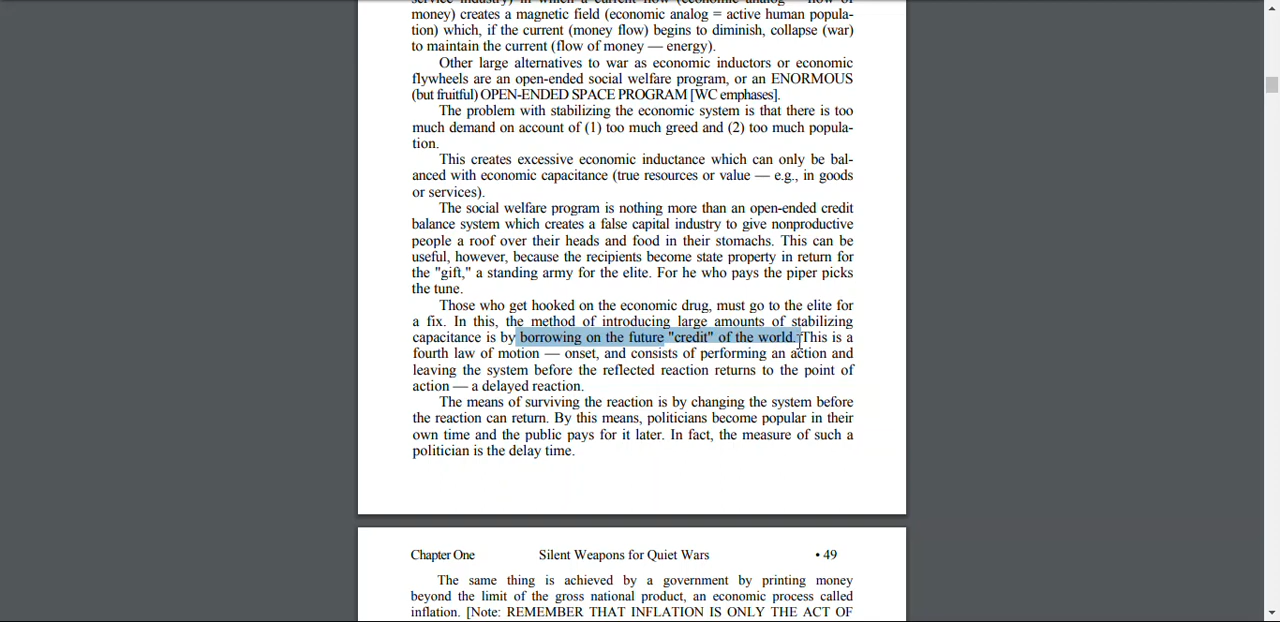 money) creates a magnetic field (economic analog = active human popula-
tion) which, if the current (money flow) begins to diminish, collapse (war)
to maintain the current (flow of money — energy).
Other large alternatives to war as economic inductors or economic
flywheels are an open-ended social welfare program, or an ENORMOUS
(but fruitful) OPEN-ENDED SPACE PROGRAM [WC emphases].
The problem with stabilizing the economic system is that there is too
much demand on account of (1) too much greed and (2) too much popula-
tion.
This creates excessive economic inductance which can only be bal-
anced with economic capacitance (true resources or value — e.g., in goods
or services).
The social welfare program is nothing more than an open-ended credit
balance system which creates a false capital industry to give nonproductive
people a roof over their heads and food in their stomachs. This can be
useful, however, because the recipients become state property in return for
the "gift," a standing army for the elite. For he who pays the piper picks
the tune.
Those who get hooked on the economic drug, must go to the elite for
a fix. In this, the method of introducing large amounts of stabilizing
capacitance is by borrowing on the future "credit" of the world. This is a
fourth law of motion — onset, and consists of performing an action and
leaving the system before the reflected reaction returns to the point of
action — a delayed reaction.
The means of surviving the reaction is by changing the system before
the reaction can return. By this means, politicians become popular in their
own time and the public pays for it later. In fact, the measure of such a
politician is the delay time.
Chapter One Silent Weapons for Quiet Wars • 49
The same thing is achieved by a government by printing money
beyond the limit of the gross national product, an economic process called
inflation. [Note: REMEMBER THAT INFLATION IS ONLY THE ACT OF